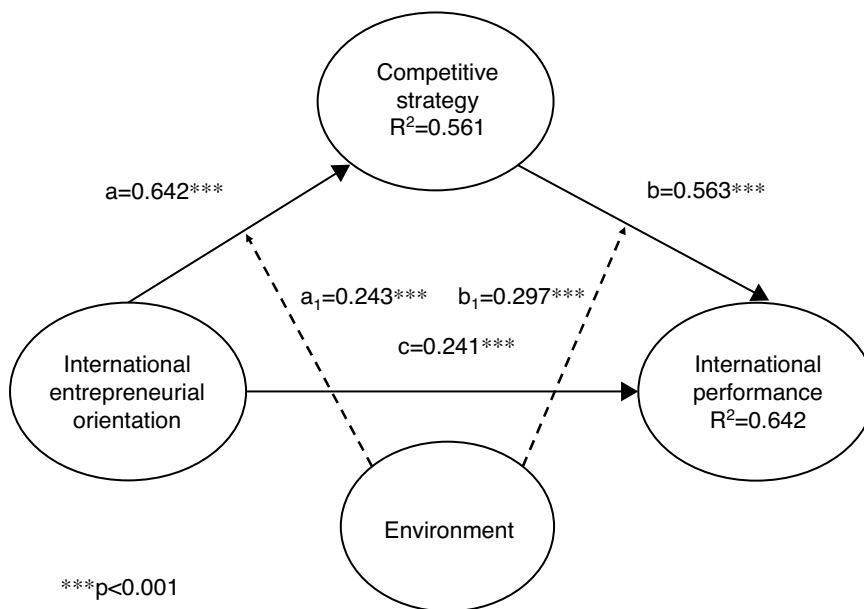 Competitive
strategy
R²=0.561
a=0.642***
b=0.563***
a₁=0.243***
b₁=0.297***
c=0.241***
International
entrepreneurial
orientation
International
performance
R²=0.642
Environment
***p<0.001